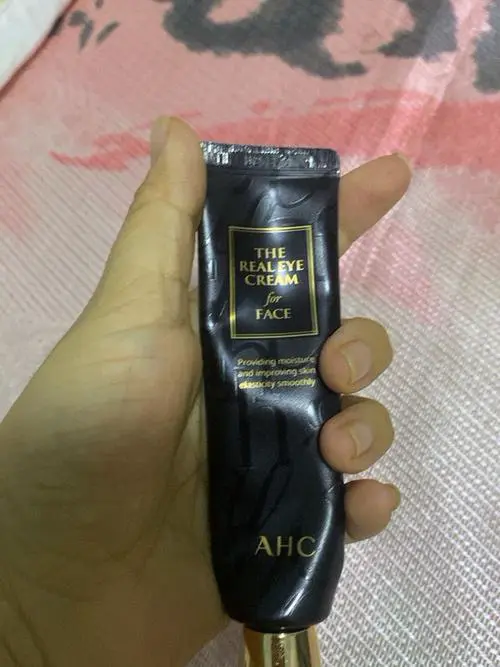 THE
REAL EYE
CREAM
for
FACE
Providing moisture
and improving skin
elasticity smoothly
AHC